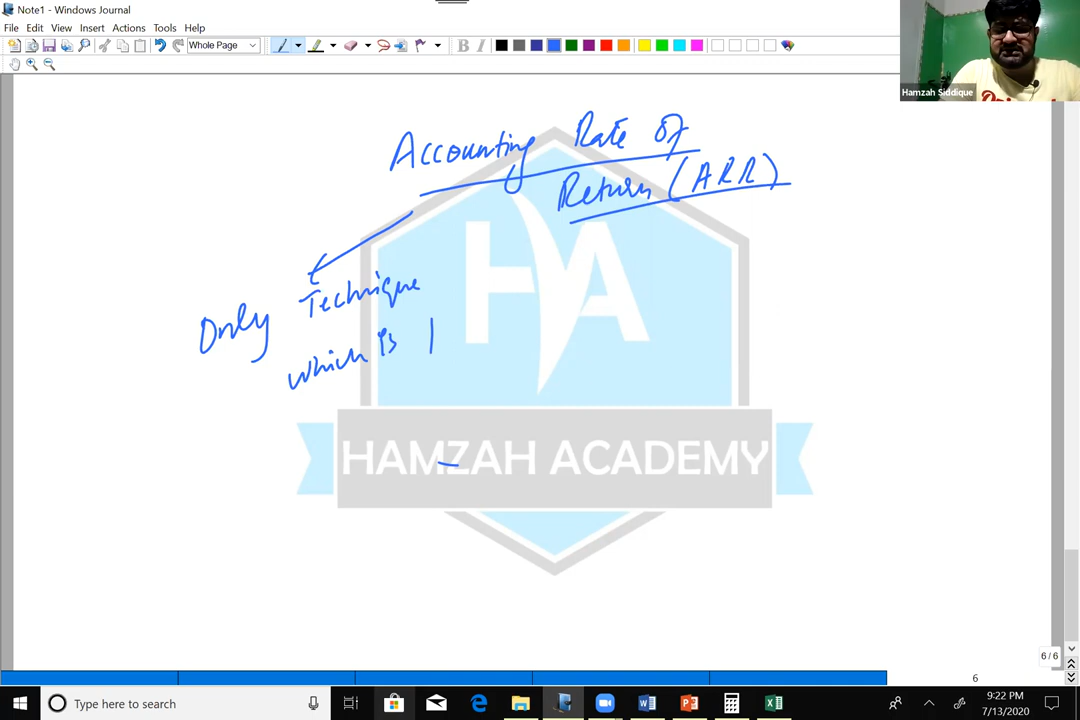 Note1 - Windows Journal
File Edit View Insert Actions Tools Help
Whole Page
B I
Hamzah Siddique
Accounting Rate of
Return (ARR)
Only Technique
which is
HA
HAMZAH ACADEMY
6/6
6
Type here to search
9:22 PM
7/13/2020